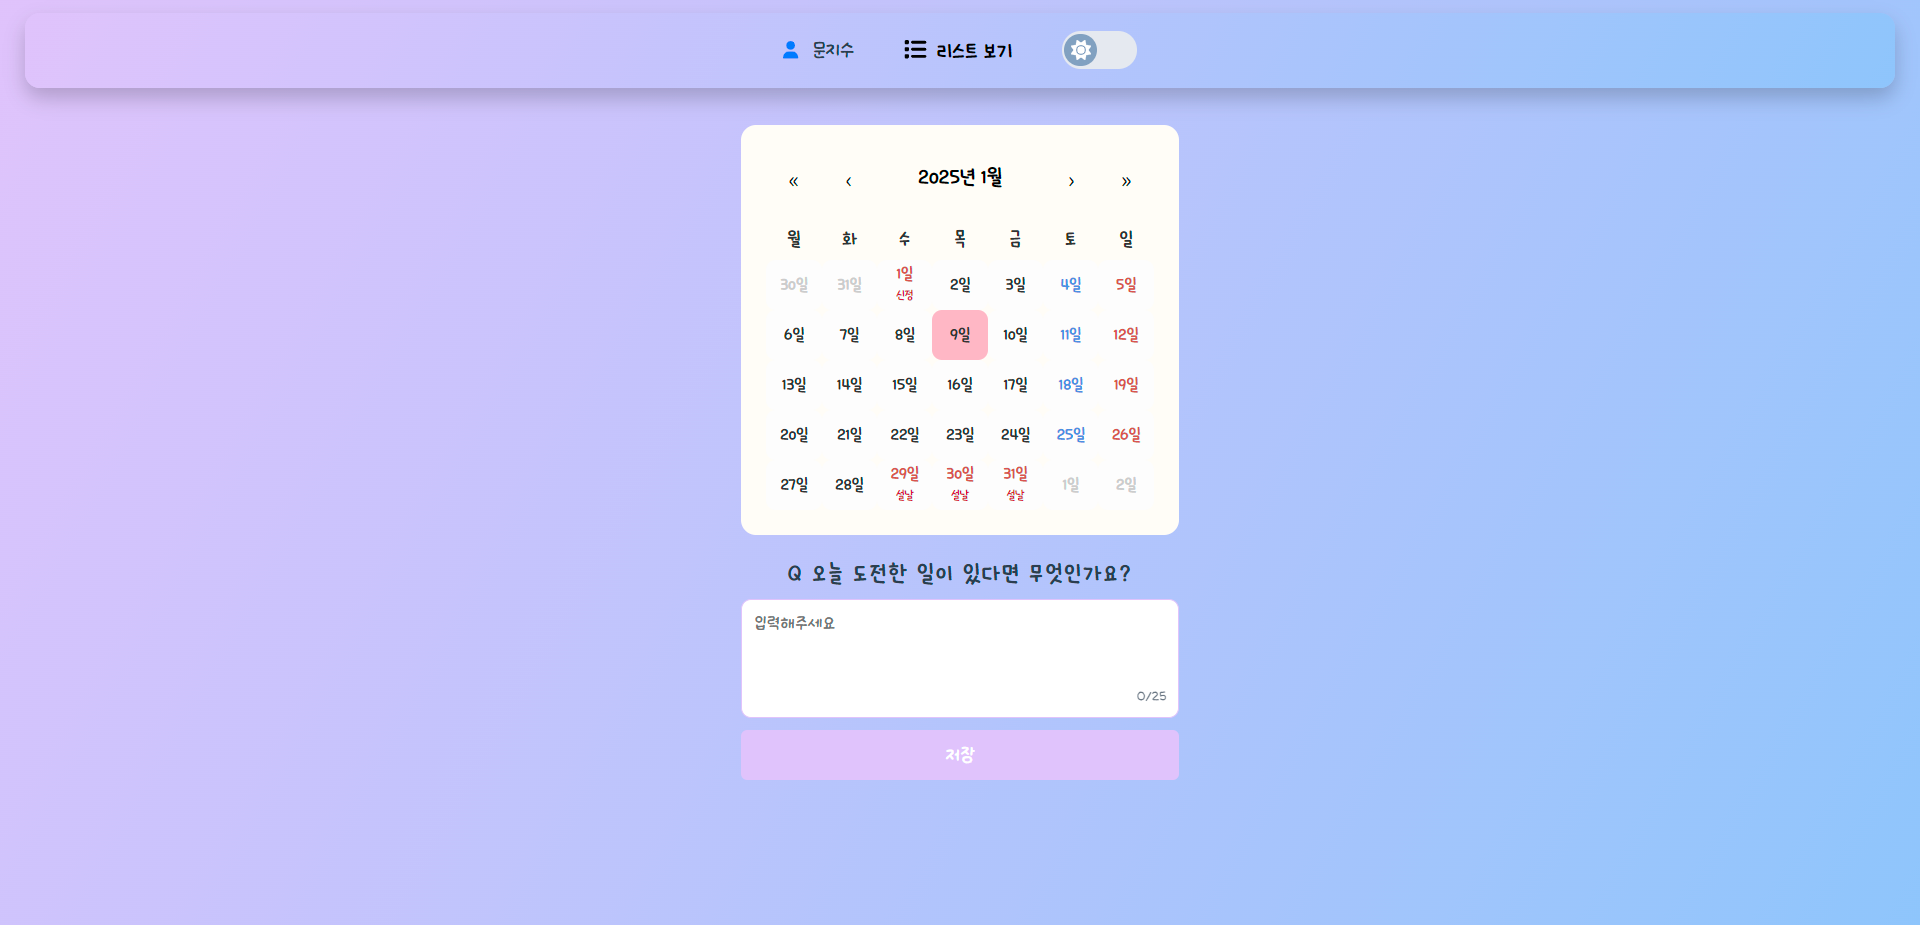 문지수 리스트 보기
« ‹ 2025년 1월 › »
월 화 수 목 금 토 일
30일 31일 1일 2일 3일 4일 5일
신정
6일 7일 8일 9일 10일 11일 12일
13일 14일 15일 16일 17일 18일 19일
20일 21일 22일 23일 24일 25일 26일
27일 28일 29일 30일 31일 1일 2일
설날 설날 설날
Q 오늘 도전한 일이 있다면 무엇인가요?
입력해주세요
0/25
저장